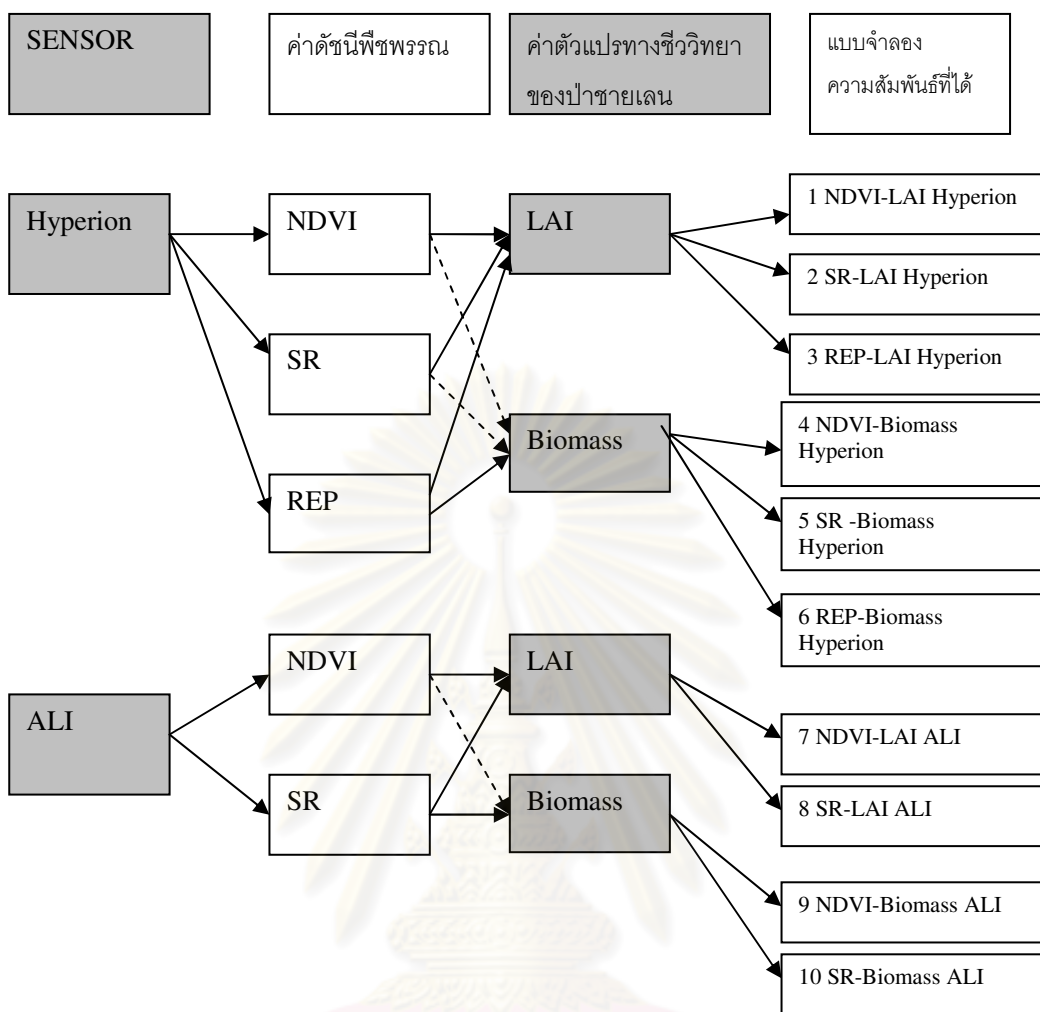 SENSOR
ค่าดัชนีพืชพรรณ
ค่าตัวแปรทางชีววิทยา
ของป่าชายเลน
แบบจำลอง
ความสัมพันธ์ที่ได้
Hyperion
NDVI
SR
REP
LAI
Biomass
1 NDVI-LAI Hyperion
2 SR-LAI Hyperion
3 REP-LAI Hyperion
4 NDVI-Biomass
Hyperion
5 SR -Biomass
Hyperion
6 REP-Biomass
Hyperion
ALI
NDVI
SR
LAI
Biomass
7 NDVI-LAI ALI
8 SR-LAI ALI
9 NDVI-Biomass ALI
10 SR-Biomass ALI